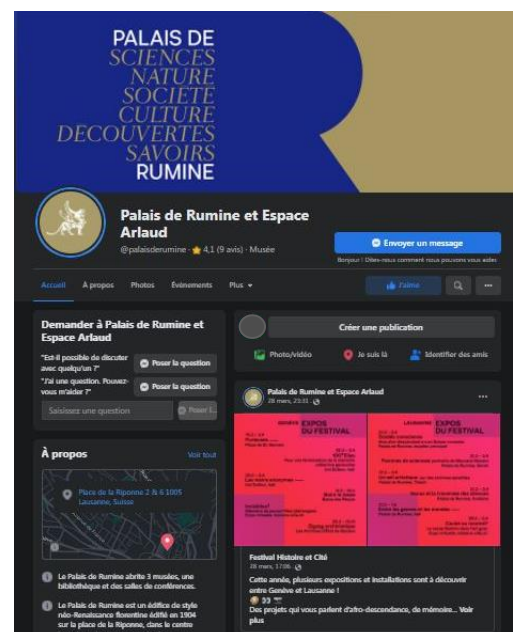 PALAIS DE
SCIENCES
NATURE
SOCIÉTÉ
CULTURE
DÉCOUVERTES
SAVOIRS
RUMINE
Palais de Rumine et Espace
Arlaud
@palaisderumine · 4,1 (9 avis) · Musée
Envoyer un message
Bonjour ! Dites-nous comment nous pouvons vous aider
Accueil À propos Photos Événements Plus
J'aime
Demander à Palais de Rumine et
Espace Arlaud
"Est-il possible de discuter
avec quelqu'un ?"
Poser la question
"J'ai une question. Pouvez-
vous m'aider ?"
Poser la question
Saisissez une question
Poser l...
À propos
Voir tout
Place de la Riponne 2 & 6 1005
Lausanne, Suisse
Le Palais de Rumine abrite 3 musées, une
bibliothèque et des salles de conférences.
Le Palais de Rumine est un édifice de style
néo-Renaissance florentine édifié en 1904
sur la place de la Riponne, dans le centre
Créer une publication
Photo/vidéo
Je suis là
Identifier des amis
Palais de Rumine et Espace Arlaud
28 mars, 23:31
GENÈVE EXPOS
DU FESTIVAL
LAUSANNE EXPOS
DU FESTIVAL
Festival Histoire et Cité
28 mars, 17:06
Cette année, plusieurs expositions et installations sont à découvrir
entre Genève et Lausanne !
Des projets qui vous parlent d'afro-descendance, de mémoire... Voir
plus